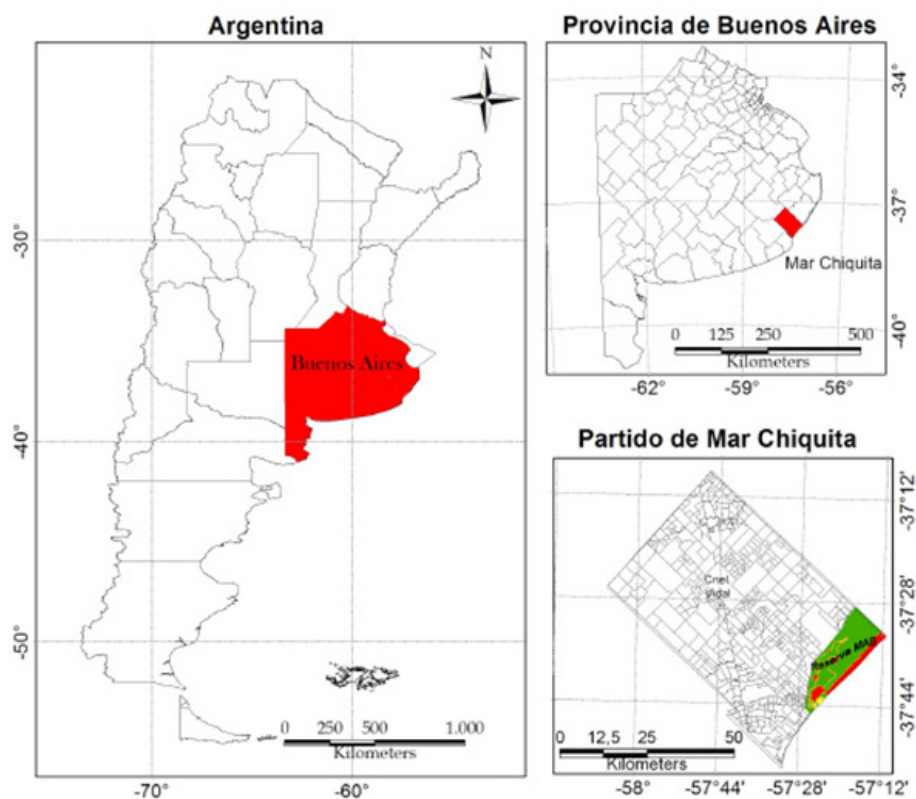 Argentina
N
-30°
Buenos Aires
-40°
-50°
0 250 500 1.000
Kilometers
-70° -60°
Provincia de Buenos Aires
-34°
-37°
Mar Chiquita
-40°
0 125 250 500
Kilometers
-62° -59° -56°
Partido de Mar Chiquita
-37°12'
Cnel
Vidal
-37°28'
Reserva MAB
-37°44'
0 12,5 25 50
Kilometers
-58° -57°44' -57°28' -57°12'